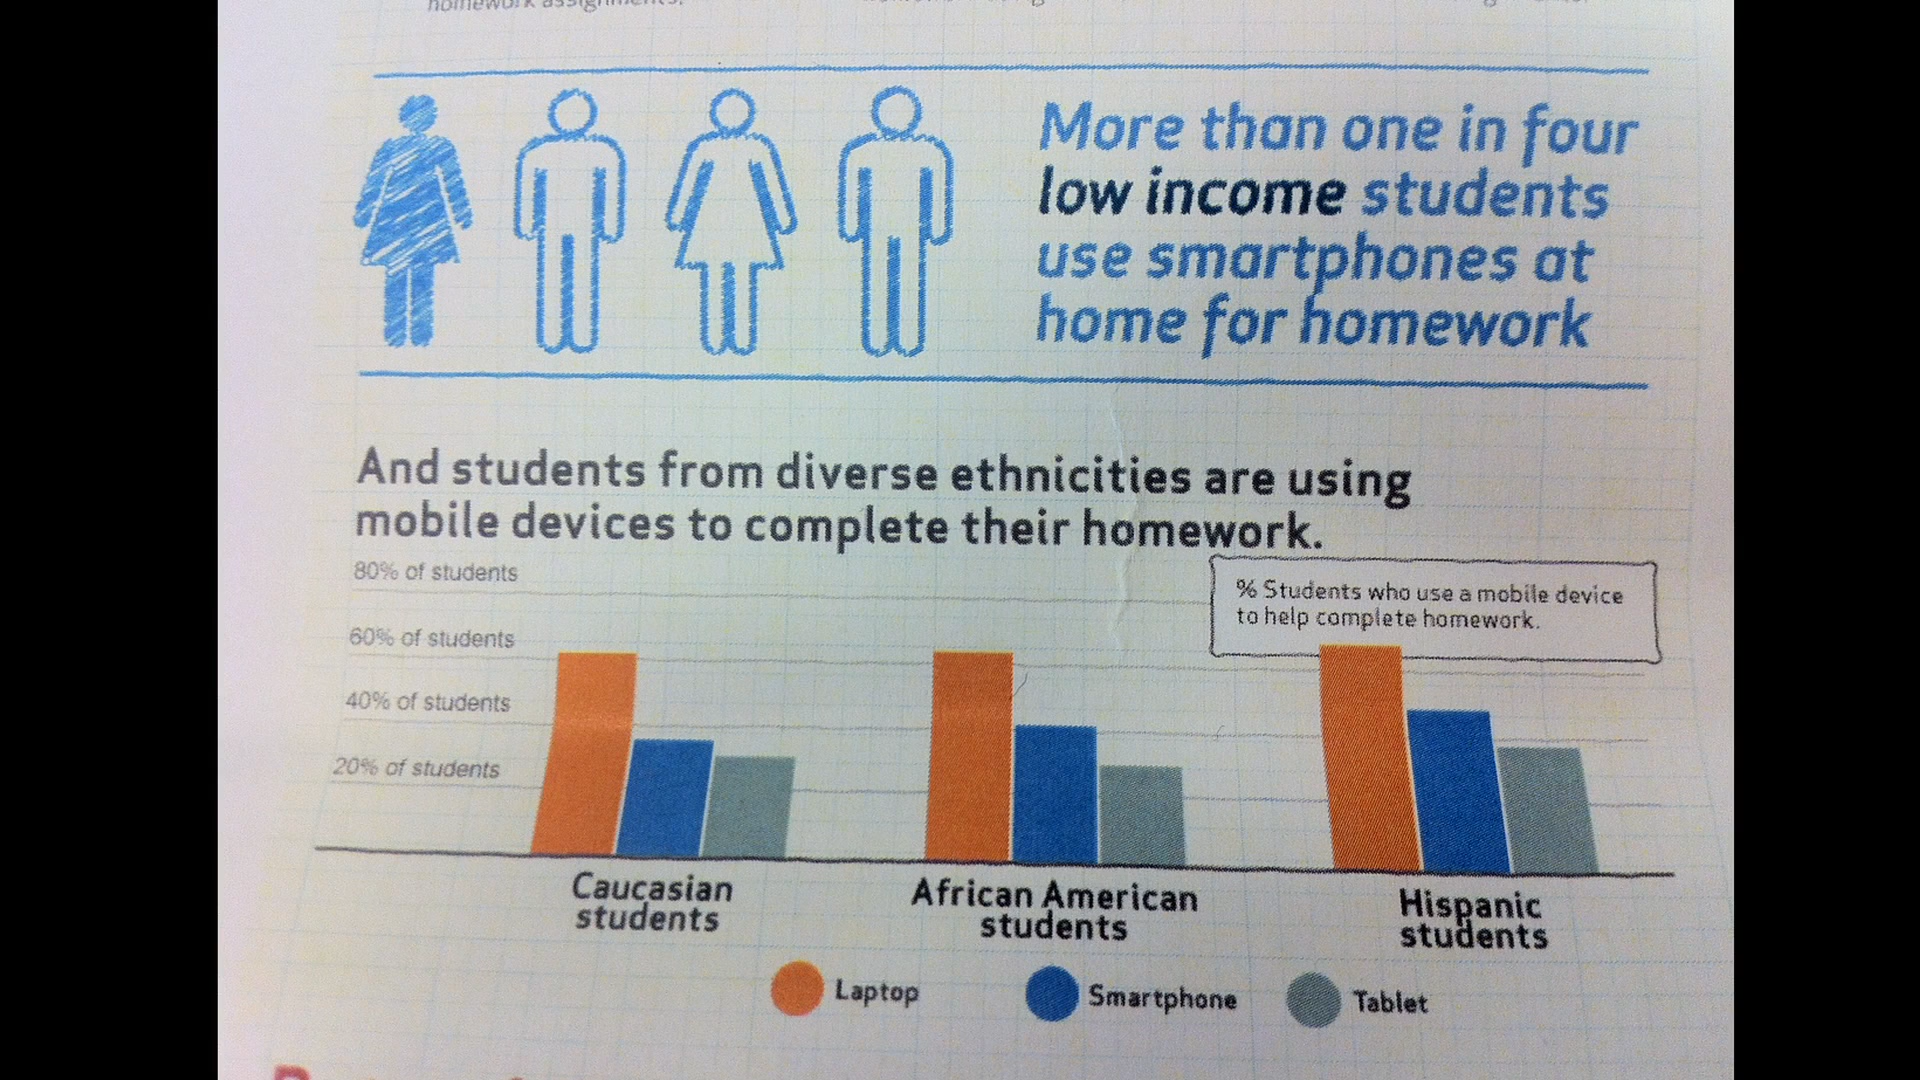 homework assignments.
More than one in four
low income students
use smartphones at
home for homework
And students from diverse ethnicities are using
mobile devices to complete their homework.
80% of students
% Students who use a mobile device
to help complete homework.
60% of students
40% of students
20% of students
Caucasian
students
African American
students
Hispanic
students
Laptop
Smartphone
Tablet